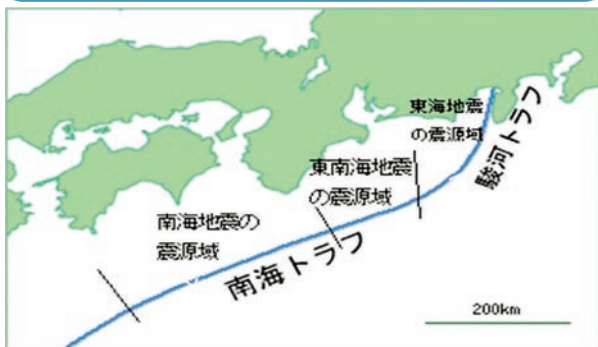 東海地震
の震源域
駿河トラフ
東南海地震
の震源域
南海地震の
震源域
南海トラフ
200km